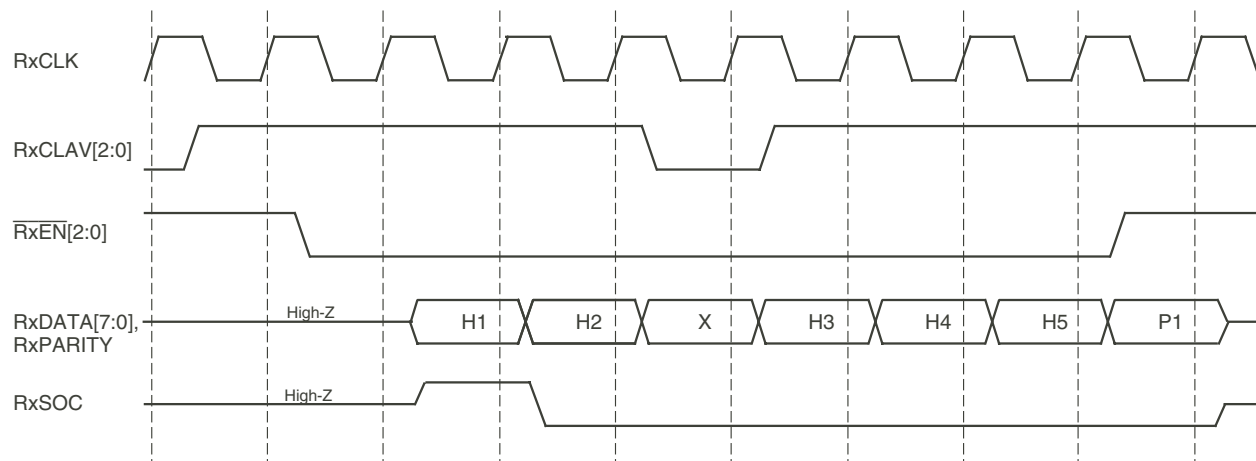 RxCLK
RxCLAV[2:0]
RxEN[2:0]
RxDATA[7:0],
RxPARITY
High-Z
H1
H2
X
H3
H4
H5
P1
RxSOC
High-Z